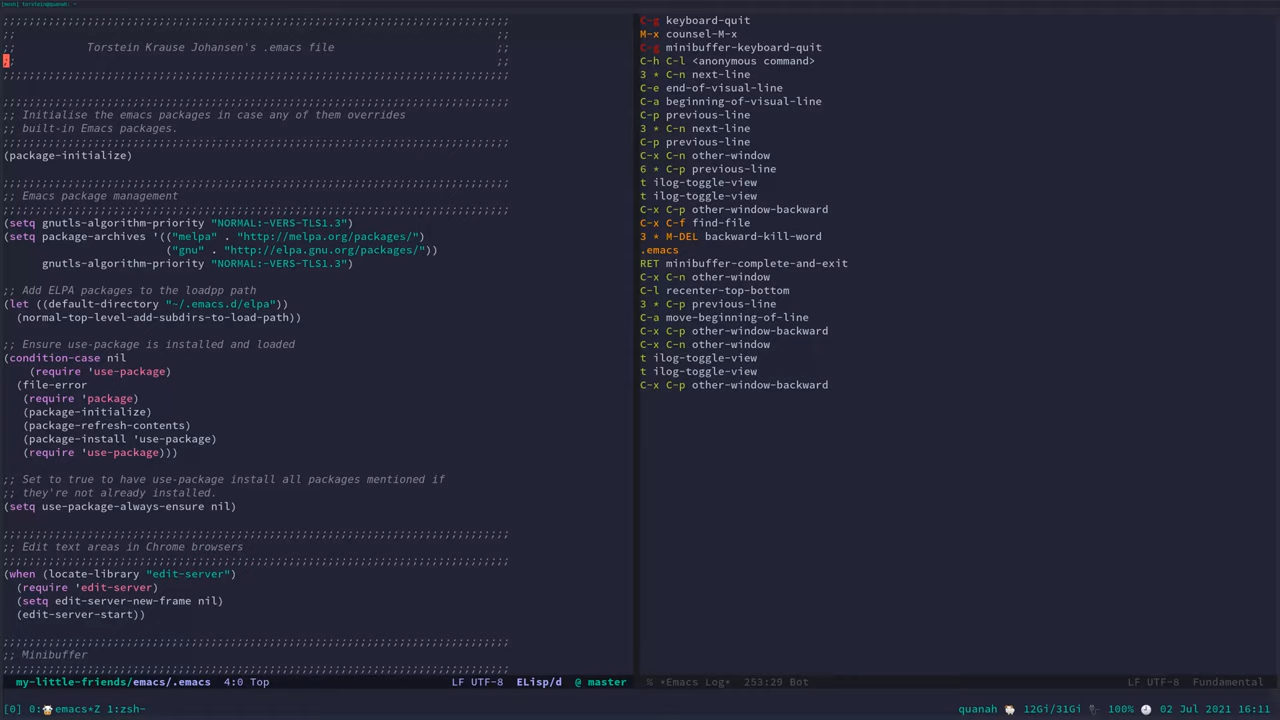 [mosh] torstein@quanah: ~
;;;;;;;;;;;;;;;;;;;;;;;;;;;;;;;;;;;;;;;;;;;;;;;;;;;;;;;;;;;;;;;;;;;;;;;;;;;;;;
;;                                                                          ;;
;;           Torstein Krause Johansen's .emacs file                         ;;
;;                                                                          ;;
;;;;;;;;;;;;;;;;;;;;;;;;;;;;;;;;;;;;;;;;;;;;;;;;;;;;;;;;;;;;;;;;;;;;;;;;;;;;;;
;;;;;;;;;;;;;;;;;;;;;;;;;;;;;;;;;;;;;;;;;;;;;;;;;;;;;;;;;;;;;;;;;;;;;;;;;;;;;;
;; Initialise the emacs packages in case any of them overrides
;; built-in Emacs packages.
;;;;;;;;;;;;;;;;;;;;;;;;;;;;;;;;;;;;;;;;;;;;;;;;;;;;;;;;;;;;;;;;;;;;;;;;;;;;;;
(package-initialize)
;;;;;;;;;;;;;;;;;;;;;;;;;;;;;;;;;;;;;;;;;;;;;;;;;;;;;;;;;;;;;;;;;;;;;;;;;;;;;;
;; Emacs package management
;;;;;;;;;;;;;;;;;;;;;;;;;;;;;;;;;;;;;;;;;;;;;;;;;;;;;;;;;;;;;;;;;;;;;;;;;;;;;;
(setq gnutls-algorithm-priority "NORMAL:-VERS-TLS1.3")
(setq package-archives '(("melpa" . "http://melpa.org/packages/")
                         ("gnu" . "http://elpa.gnu.org/packages/"))
      gnutls-algorithm-priority "NORMAL:-VERS-TLS1.3")
;; Add ELPA packages to the loadpp path
(let ((default-directory "~/.emacs.d/elpa"))
  (normal-top-level-add-subdirs-to-load-path))
;; Ensure use-package is installed and loaded
(condition-case nil
    (require 'use-package)
  (file-error
   (require 'package)
   (package-initialize)
   (package-refresh-contents)
   (package-install 'use-package)
   (require 'use-package)))
;; Set to true to have use-package install all packages mentioned if
;; they're not already installed.
(setq use-package-always-ensure nil)
;;;;;;;;;;;;;;;;;;;;;;;;;;;;;;;;;;;;;;;;;;;;;;;;;;;;;;;;;;;;;;;;;;;;;;;;;;;;;;
;; Edit text areas in Chrome browsers
;;;;;;;;;;;;;;;;;;;;;;;;;;;;;;;;;;;;;;;;;;;;;;;;;;;;;;;;;;;;;;;;;;;;;;;;;;;;;;
(when (locate-library "edit-server")
  (require 'edit-server)
  (setq edit-server-new-frame nil)
  (edit-server-start))
;;;;;;;;;;;;;;;;;;;;;;;;;;;;;;;;;;;;;;;;;;;;;;;;;;;;;;;;;;;;;;;;;;;;;;;;;;;;;;
;; Minibuffer
;;;;;;;;;;;;;;;;;;;;;;;;;;;;;;;;;;;;;;;;;;;;;;;;;;;;;;;;;;;;;;;;;;;;;;;;;;;;;;
my-little-friends/emacs/.emacs  4:0 Top  LF UTF-8  ELisp/d  @ master
C-g keyboard-quit
M-x counsel-M-x
C-g minibuffer-keyboard-quit
C-h C-l <anonymous command>
3 * C-n next-line
C-e end-of-visual-line
C-a beginning-of-visual-line
C-p previous-line
3 * C-n next-line
C-p previous-line
C-x C-n other-window
6 * C-p previous-line
t ilog-toggle-view
t ilog-toggle-view
C-x C-p other-window-backward
C-x C-f find-file
3 * M-DEL backward-kill-word
.emacs
RET minibuffer-complete-and-exit
C-x C-n other-window
C-l recenter-top-bottom
3 * C-p previous-line
C-a move-beginning-of-line
C-x C-p other-window-backward
C-x C-n other-window
t ilog-toggle-view
t ilog-toggle-view
C-x C-p other-window-backward
% *Emacs Log*  253:29 Bot  LF UTF-8  Fundamental
[0] 0:emacs*Z 1:zsh-  quanah 12Gi/31Gi 100% 02 Jul 2021 16:11